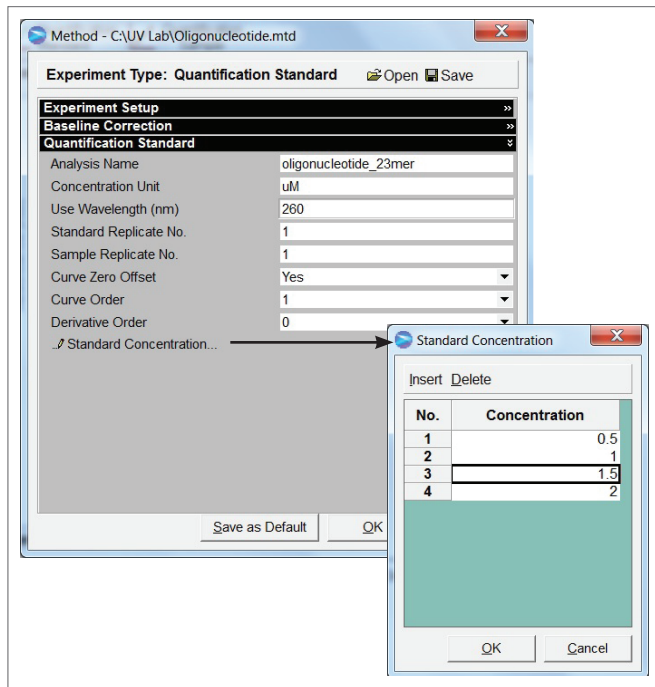 Method - C:\UV Lab\Oligonucleotide.mtd
Experiment Type: Quantification Standard Open Save
Experiment Setup »
Baseline Correction »
Quantification Standard
Analysis Name oligonucleotide_23mer
Concentration Unit uM
Use Wavelength (nm) 260
Standard Replicate No. 1
Sample Replicate No. 1
Curve Zero Offset Yes
Curve Order 1
Derivative Order 0
Standard Concentration...
Save as Default OK
Standard Concentration
Insert Delete
No. Concentration
1 0.5
2 1
3 1.5
4 2
OK Cancel